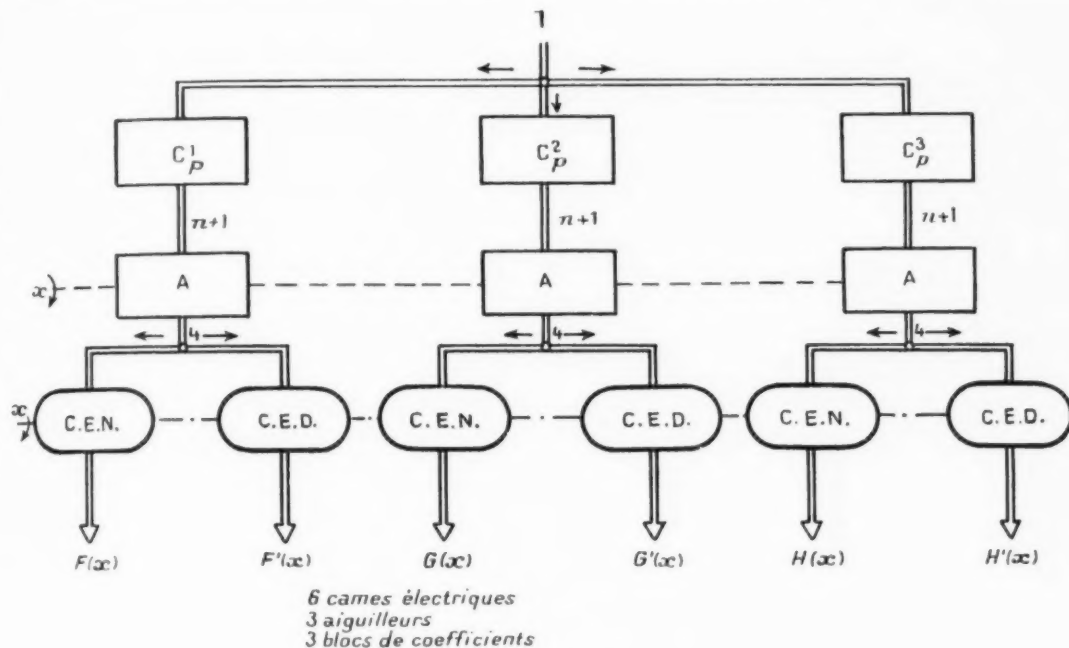 1
C¹p C²p C³p
n+1 n+1 n+1
x A A A
4 4 4
x C.E.N. C.E.D. C.E.N. C.E.D. C.E.N. C.E.D.
F(x) F'(x) G(x) G'(x) H(x) H'(x)
6 cames électriques
3 aiguilleurs
3 blocs de coefficients